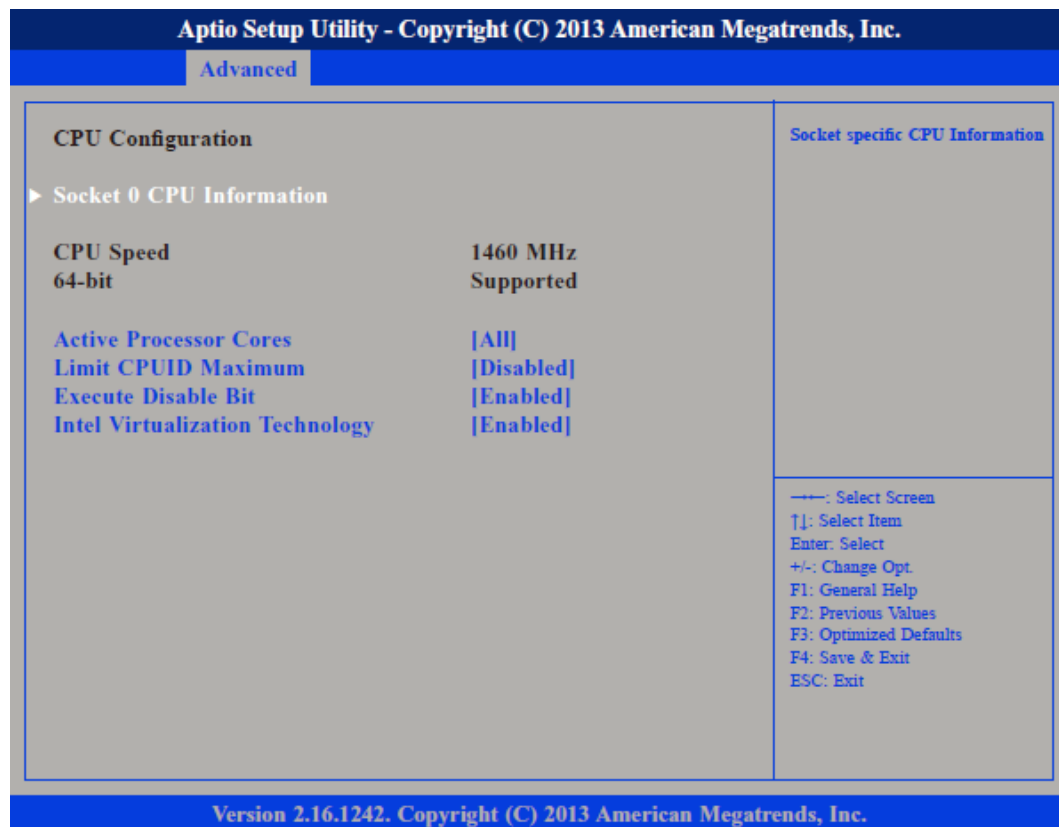 Aptio Setup Utility - Copyright (C) 2013 American Megatrends, Inc.
Advanced
CPU Configuration
▶ Socket 0 CPU Information
CPU Speed 1460 MHz
64-bit Supported
Active Processor Cores [All]
Limit CPUID Maximum [Disabled]
Execute Disable Bit [Enabled]
Intel Virtualization Technology [Enabled]
Socket specific CPU Information
→←: Select Screen
↑↓: Select Item
Enter: Select
+/-: Change Opt.
F1: General Help
F2: Previous Values
F3: Optimized Defaults
F4: Save & Exit
ESC: Exit
Version 2.16.1242. Copyright (C) 2013 American Megatrends, Inc.